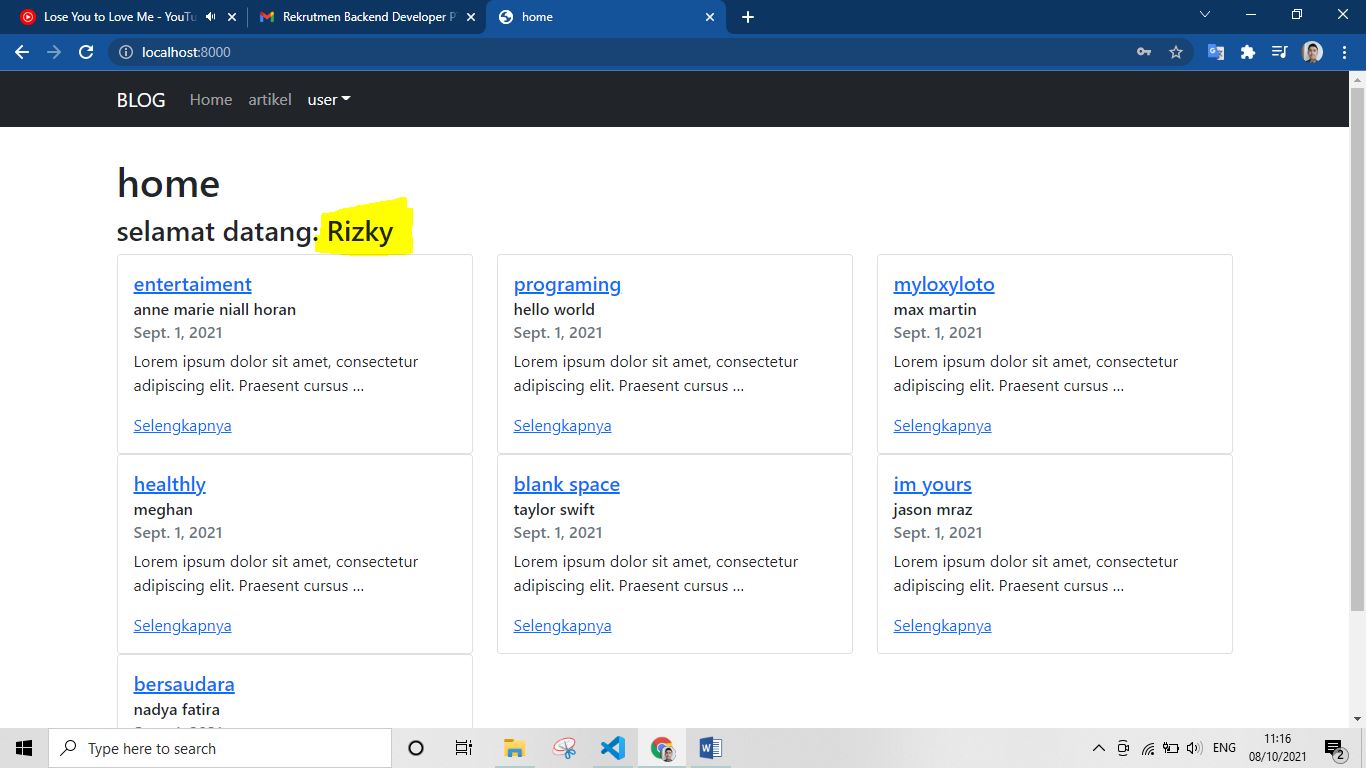 Lose You to Love Me - YouTu
Rekrutmen Backend Developer P
home
localhost:8000
BLOG Home artikel user
home
selamat datang: Rizky
entertaiment
anne marie niall horan
Sept. 1, 2021
Lorem ipsum dolor sit amet, consectetur
adipiscing elit. Praesent cursus ...
Selengkapnya
programing
hello world
Sept. 1, 2021
Lorem ipsum dolor sit amet, consectetur
adipiscing elit. Praesent cursus ...
Selengkapnya
myloxyloto
max martin
Sept. 1, 2021
Lorem ipsum dolor sit amet, consectetur
adipiscing elit. Praesent cursus ...
Selengkapnya
healthly
meghan
Sept. 1, 2021
Lorem ipsum dolor sit amet, consectetur
adipiscing elit. Praesent cursus ...
Selengkapnya
blank space
taylor swift
Sept. 1, 2021
Lorem ipsum dolor sit amet, consectetur
adipiscing elit. Praesent cursus ...
Selengkapnya
im yours
jason mraz
Sept. 1, 2021
Lorem ipsum dolor sit amet, consectetur
adipiscing elit. Praesent cursus ...
Selengkapnya
bersaudara
nadya fatira
Type here to search
ENG
11:16
08/10/2021
2